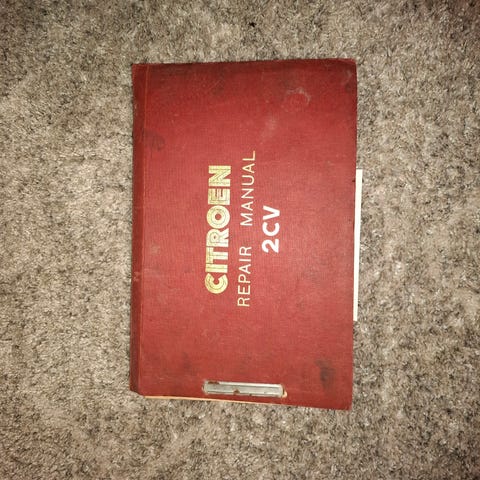 CITROEN
REPAIR MANUAL
2CV